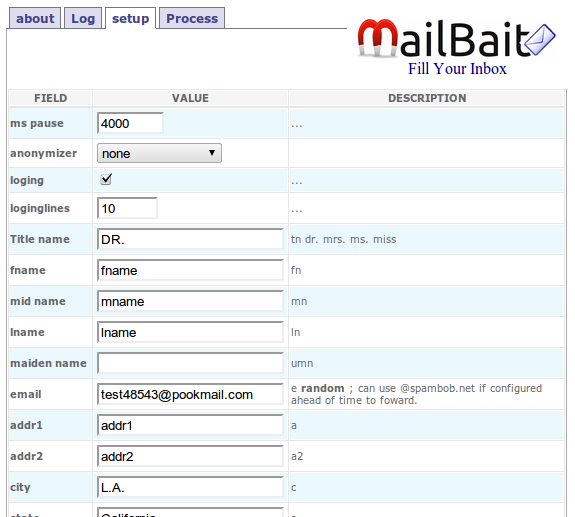 about Log setup Process
MailBait
Fill Your Inbox
FIELD VALUE DESCRIPTION
ms pause 4000 ...
anonymizer none
loging ...
loginglines 10 ...
Title name DR. tn dr. mrs. ms. miss
fname fname fn
mid name mname mn
lname lname ln
maiden name umn
email test48543@pookmail.com e random ; can use @spambob.net if configured
ahead of time to foward.
addr1 addr1 a
addr2 addr2 a2
city L.A. c
state California